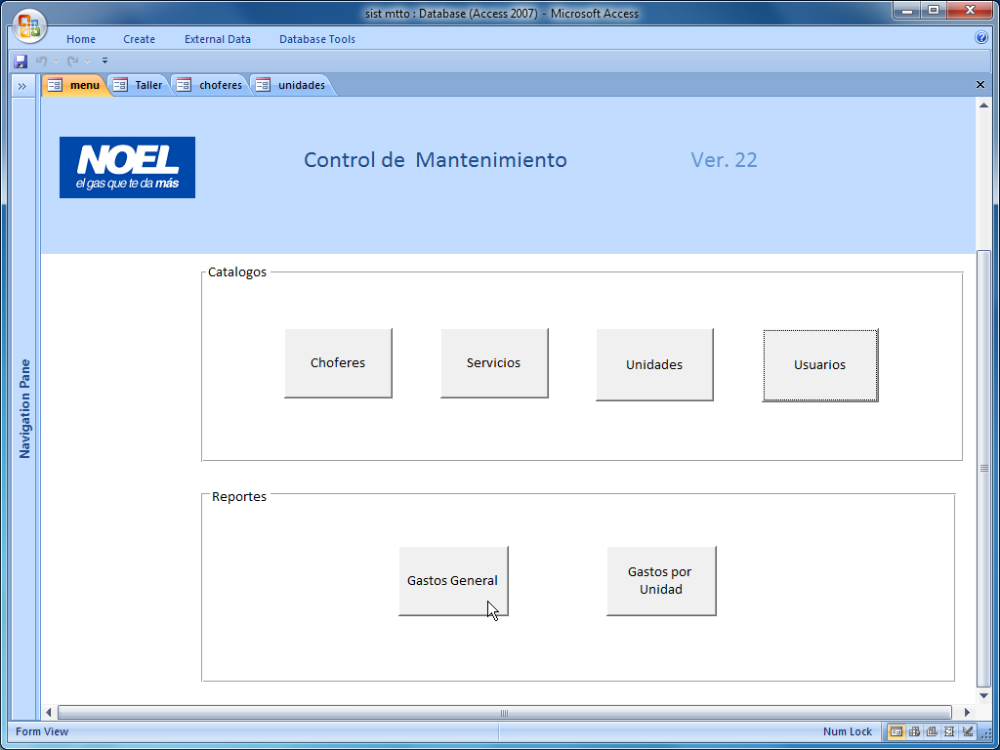 sist mtto : Database (Access 2007) - Microsoft Access
Home Create External Data Database Tools
menu Taller choferes unidades
NOEL
el gas que te da más
Control de Mantenimiento
Ver. 22
Navigation Pane
Catalogos
Choferes Servicios Unidades Usuarios
Reportes
Gastos General
Gastos por
Unidad
Form View
Num Lock